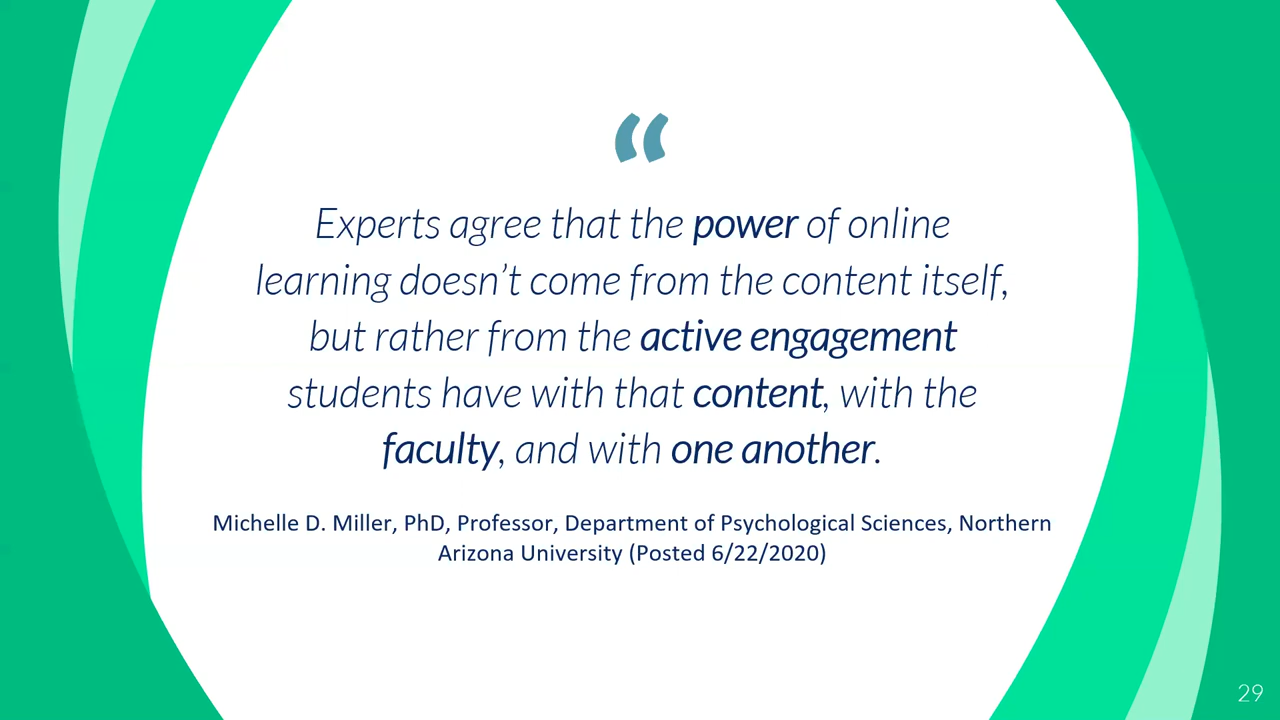 “
Experts agree that the power of online
learning doesn’t come from the content itself,
but rather from the active engagement
students have with that content, with the
faculty, and with one another.
Michelle D. Miller, PhD, Professor, Department of Psychological Sciences, Northern
Arizona University (Posted 6/22/2020)
29